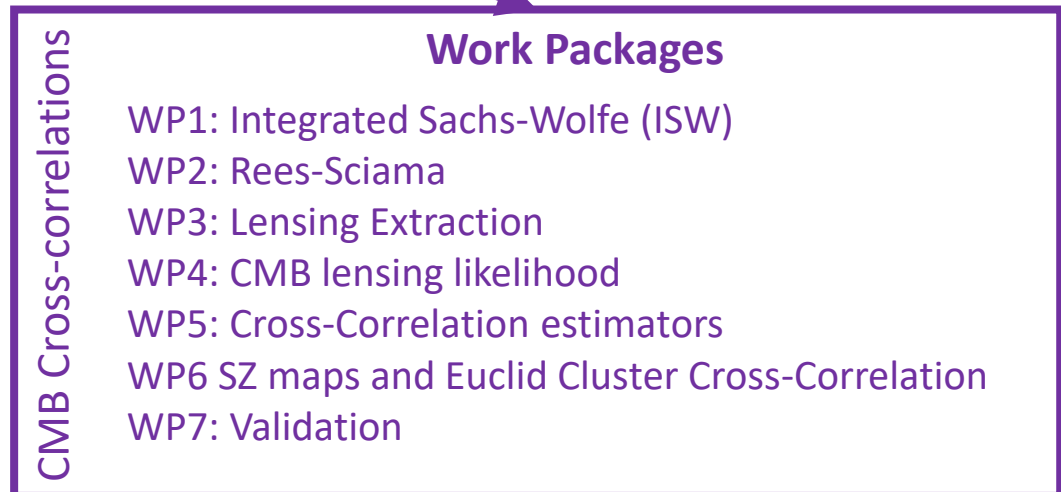 CMB Cross-correlations
Work Packages
WP1: Integrated Sachs-Wolfe (ISW)
WP2: Rees-Sciama
WP3: Lensing Extraction
WP4: CMB lensing likelihood
WP5: Cross-Correlation estimators
WP6 SZ maps and Euclid Cluster Cross-Correlation
WP7: Validation